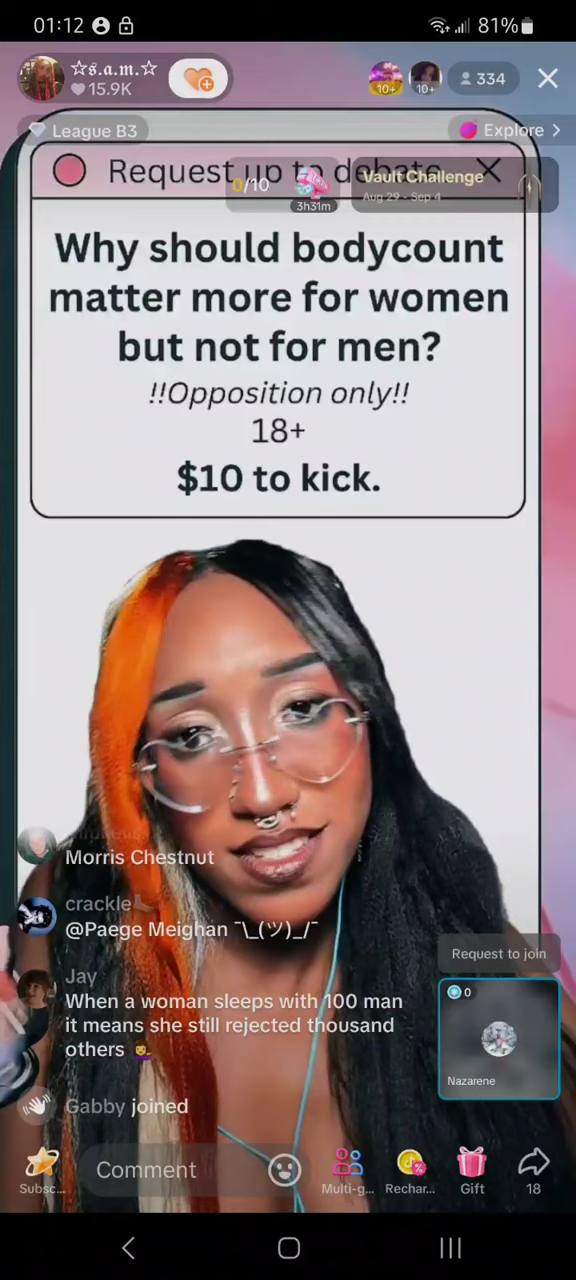 01:12
81%
☆𝖘.𝖆.𝖒.☆
15.9K
10+
10+
334
League B3
Explore >
Request up to debate
0/10
3h31m
Vault Challenge
Aug 29 - Sep 4
Why should bodycount
matter more for women
but not for men?
!!Opposition only!!
18+
$10 to kick.
Morris Chestnut
crackle
@Paege Meighan ¯\_(ツ)_/¯
Jay
When a woman sleeps with 100 man
it means she still rejected thousand
others 💁‍♀️
Request to join
0
Nazarene
Gabby joined
Comment
Subsc...
Multi-g...
Rechar...
Gift
18